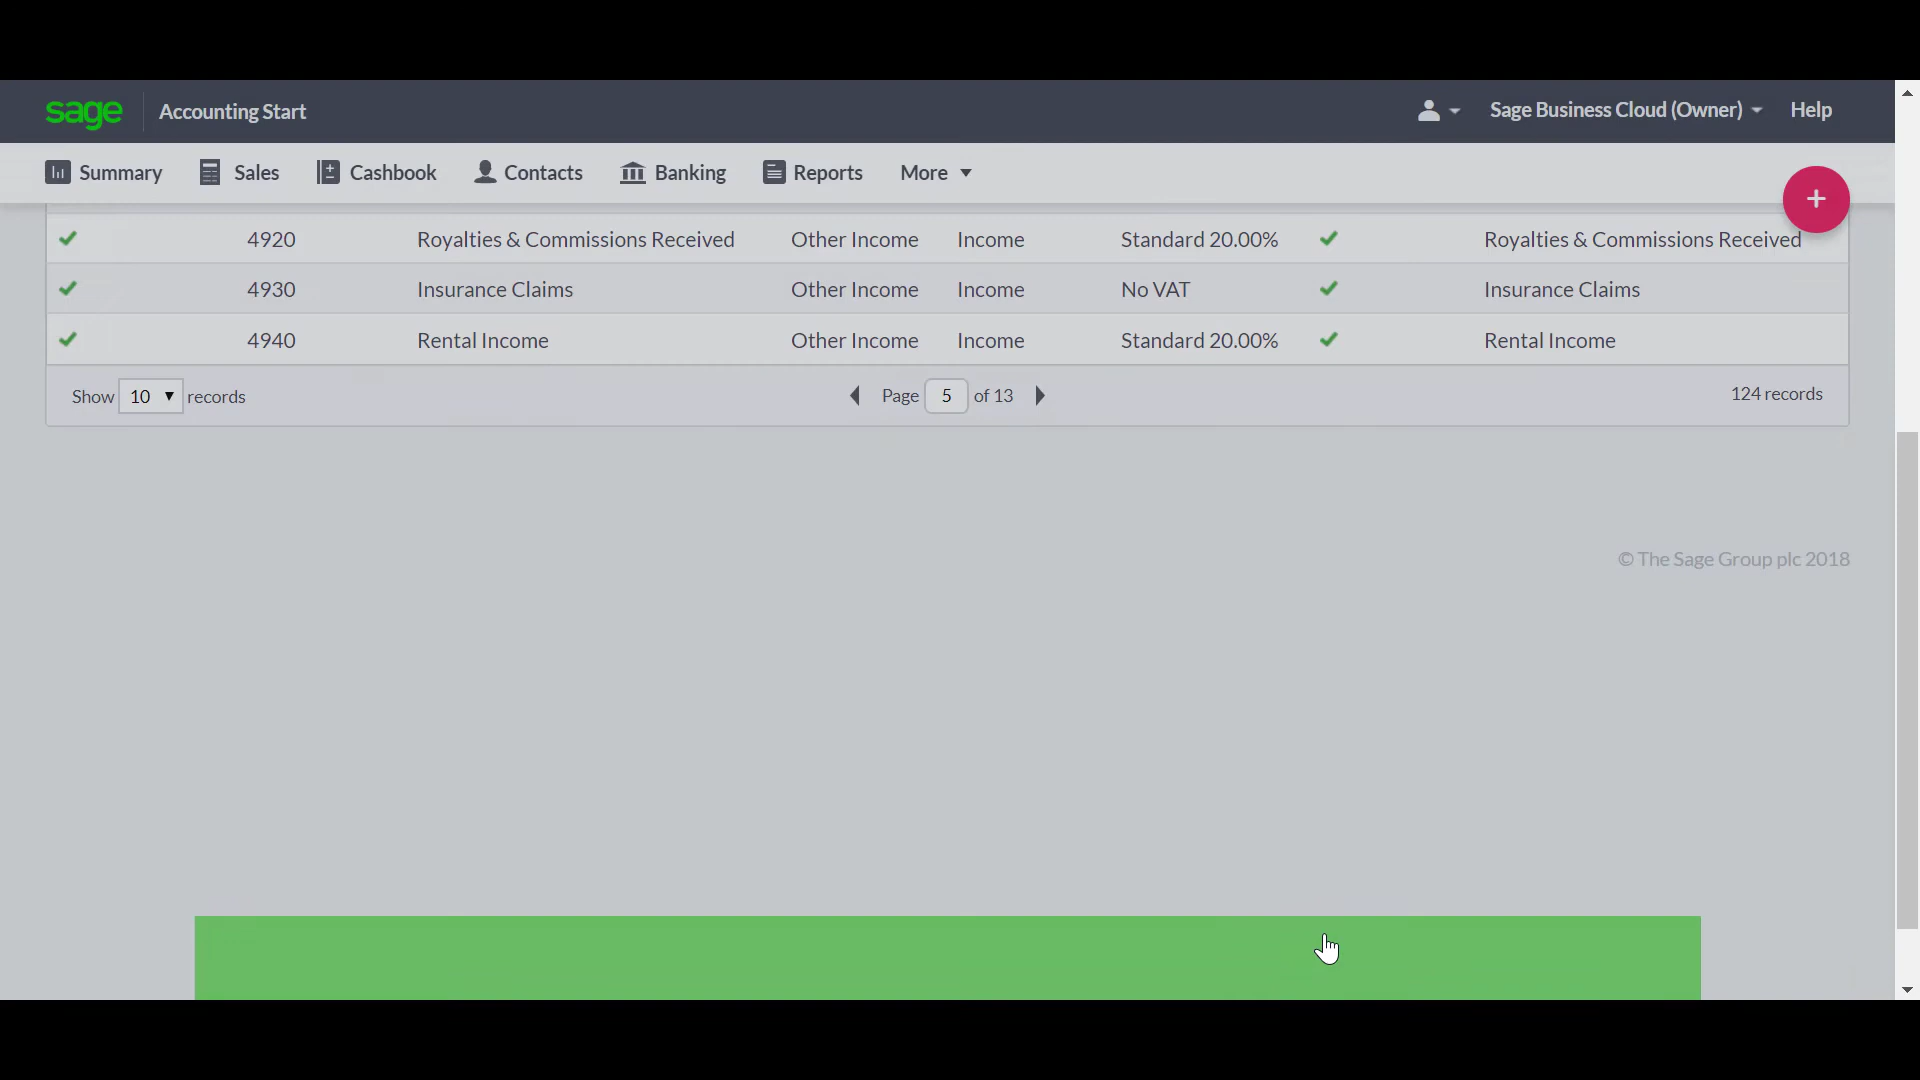 sage Accounting Start Sage Business Cloud (Owner) Help
Summary Sales Cashbook Contacts Banking Reports More
+
4920 Royalties & Commissions Received Other Income Income Standard 20.00% Royalties & Commissions Received
4930 Insurance Claims Other Income Income No VAT Insurance Claims
4940 Rental Income Other Income Income Standard 20.00% Rental Income
Show 10 records Page 5 of 13 124 records
© The Sage Group plc 2018